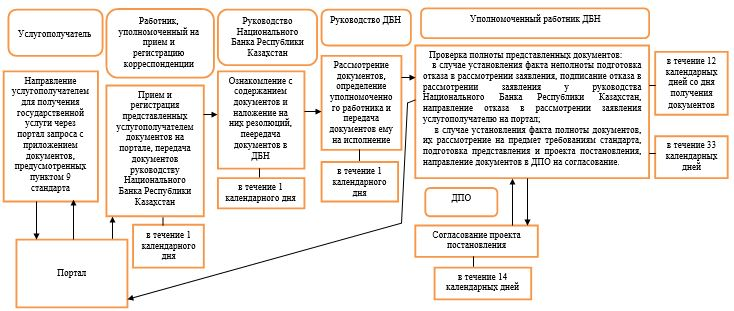 Услугополучатель
Работник,
уполномоченный на
прием и
регистрацию
корреспонденции
Руководство
Национального
Банка Республики
Казахстан
Руководство ДБН
Уполномоченный работник ДБН
Направление
услугополучателем
для получения
государственной
услуги через
портал запроса с
приложением
документов,
предусмотренных
пунктом 9
стандарта
Прием и
регистрация
представленных
услугополучателем
документов на
портале, передача
документов
руководству
Национального
Банка Республики
Казахстан
в течение 1
календарного
дня
Ознакомление с
содержанием
документов и
наложение на
них резолюций,
пеередача
документов в
ДБН
в течение 1
календарного дня
Рассмотрение
документов,
определение
уполномоченно
го работника и
передача
документов ему
на исполнение
в течение 1
календарного
дня
Проверка полноты представленных документов:
в случае установления факта неполноты подготовка
отказа в рассмотрении заявления, подписание отказа в
рассмотрении заявления у руководства
Национального Банка Республики Казахстан,
направление отказа в рассмотрении заявления
услугополучателю на портал;
в случае установления факта полноты документов,
их рассмотрение на предмет требованиям стандарта,
подготовка представления и проекта постановления,
направление документов в ДПО на согласование.
в течение 12
календарных
дней со дня
получения
документов
в течение 33
календарных
дней
ДПО
Согласование проекта
постановления
в течение 14
календарных дней
Портал